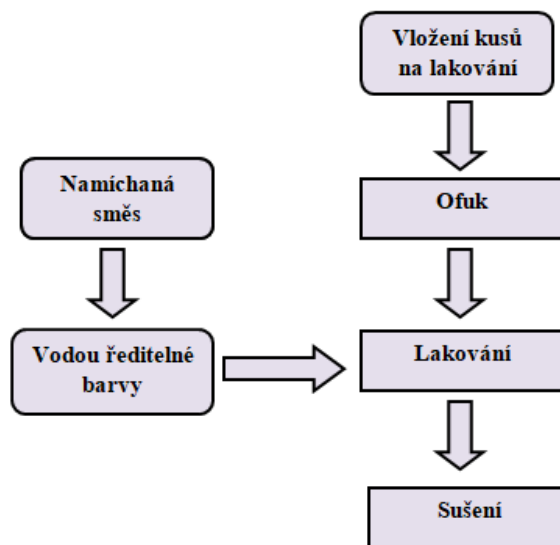 Vložení kusů
na lakování
Namíchaná
směs
Ofuk
Vodou ředitelné
barvy
Lakování
Sušení